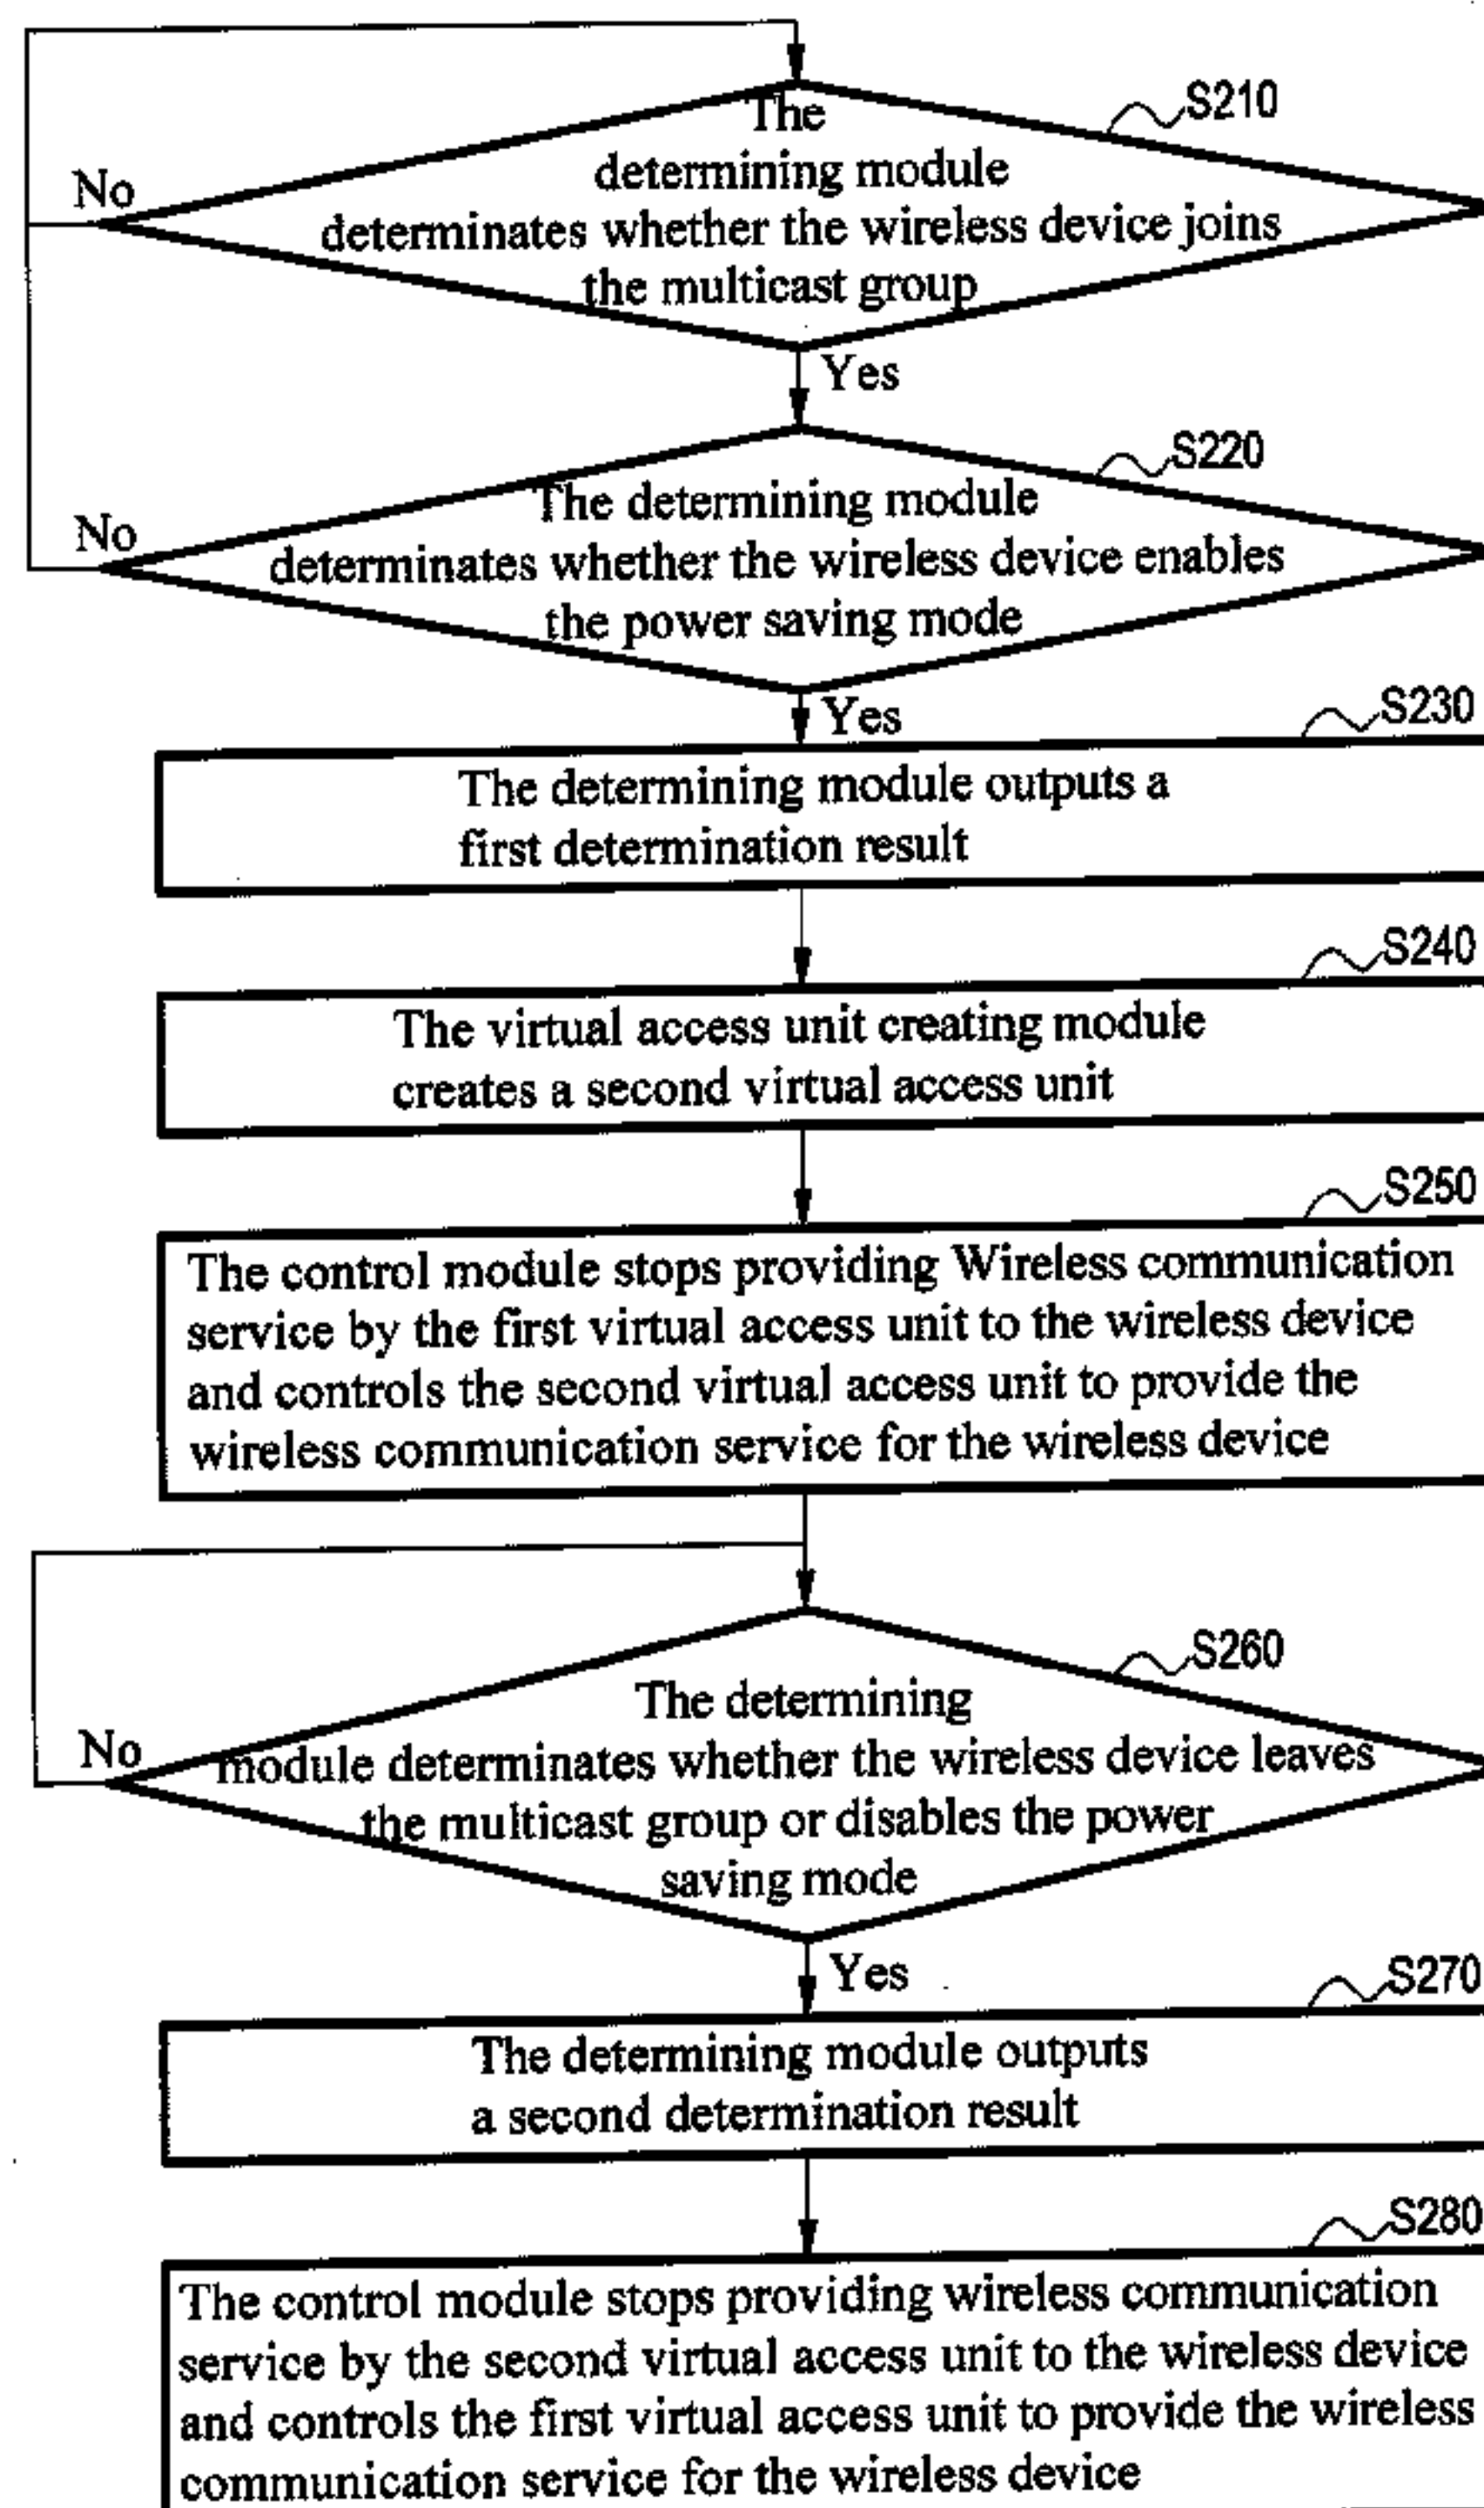 S210
The
determining module
determinates whether the wireless device joins
the multicast group
No
Yes
S220
The determining module
determinates whether the wireless device enables
the power saving mode
No
Yes
S230
The determining module outputs a
first determination result
S240
The virtual access unit creating module
creates a second virtual access unit
S250
The control module stops providing Wireless communication
service by the first virtual access unit to the wireless device
and controls the second virtual access unit to provide the
wireless communication service for the wireless device
S260
The determining
module determinates whether the wireless device leaves
the multicast group or disables the power
saving mode
No
Yes
S270
The determining module outputs
a second determination result
S280
The control module stops providing wireless communication
service by the second virtual access unit to the wireless device
and controls the first virtual access unit to provide the wireless
communication service for the wireless device